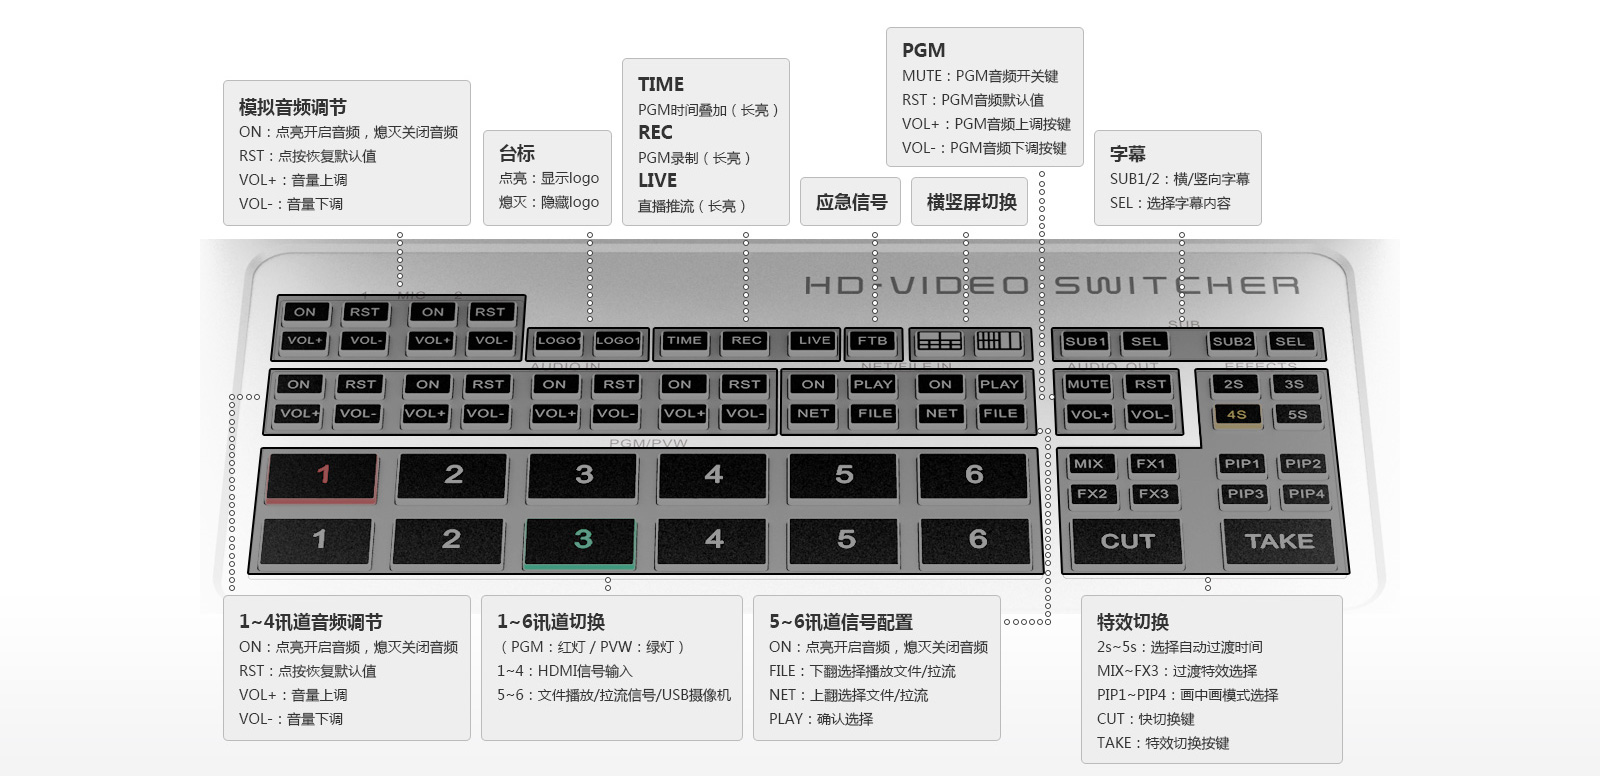 PGM
MUTE：PGM音频开关键
RST：PGM音频默认值
VOL+：PGM音频上调按键
VOL-：PGM音频下调按键
TIME
PGM时间叠加（长亮）
REC
PGM录制（长亮）
LIVE
直播推流（长亮）
模拟音频调节
ON：点亮开启音频，熄灭关闭音频
RST：点按恢复默认值
VOL+：音量上调
VOL-：音量下调
台标
点亮：显示logo
熄灭：隐藏logo
应急信号
横竖屏切换
字幕
SUB1/2：横/竖向字幕
SEL：选择字幕内容
HD-VIDEO SWITCHER
1 MIC 2
ON RST ON RST
VOL+ VOL- VOL+ VOL-
LOGO1 LOGO1
TIME REC LIVE
FTB
SUB
SUB1 SEL SUB2 SEL
AUDIO IN
NET/FILE IN
AUDIO OUT
EFFECTS
ON RST ON RST ON RST ON RST
VOL+ VOL- VOL+ VOL- VOL+ VOL- VOL+ VOL-
ON PLAY ON PLAY
NET FILE NET FILE
MUTE RST
VOL+ VOL-
2S 3S
4S 5S
PGM/PVW
1 2 3 4 5 6
1 2 3 4 5 6
MIX FX1 PIP1 PIP2
FX2 FX3 PIP3 PIP4
CUT TAKE
1~4讯道音频调节
ON：点亮开启音频，熄灭关闭音频
RST：点按恢复默认值
VOL+：音量上调
VOL-：音量下调
1~6讯道切换
（PGM：红灯 / PVW：绿灯）
1~4：HDMI信号输入
5~6：文件播放/拉流信号/USB摄像机
5~6讯道信号配置
ON：点亮开启音频，熄灭关闭音频
FILE：下翻选择播放文件/拉流
NET：上翻选择文件/拉流
PLAY：确认选择
特效切换
2s~5s：选择自动过渡时间
MIX~FX3：过渡特效选择
PIP1~PIP4：画中画模式选择
CUT：快切换键
TAKE：特效切换按键